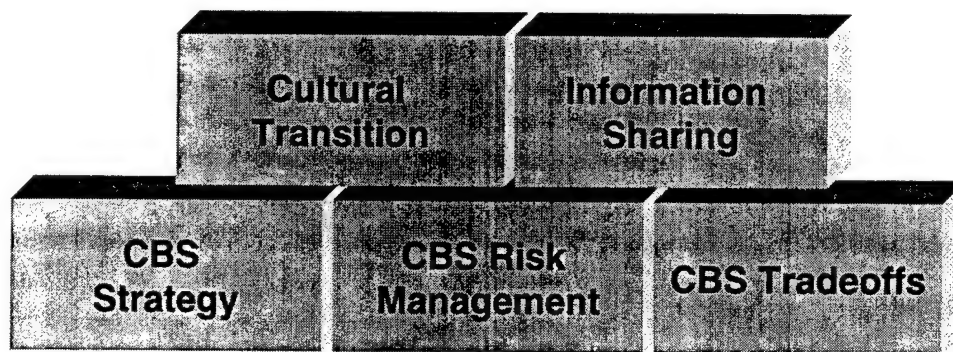 Cultural
Transition
Information
Sharing
CBS
Strategy
CBS Risk
Management
CBS Tradeoffs